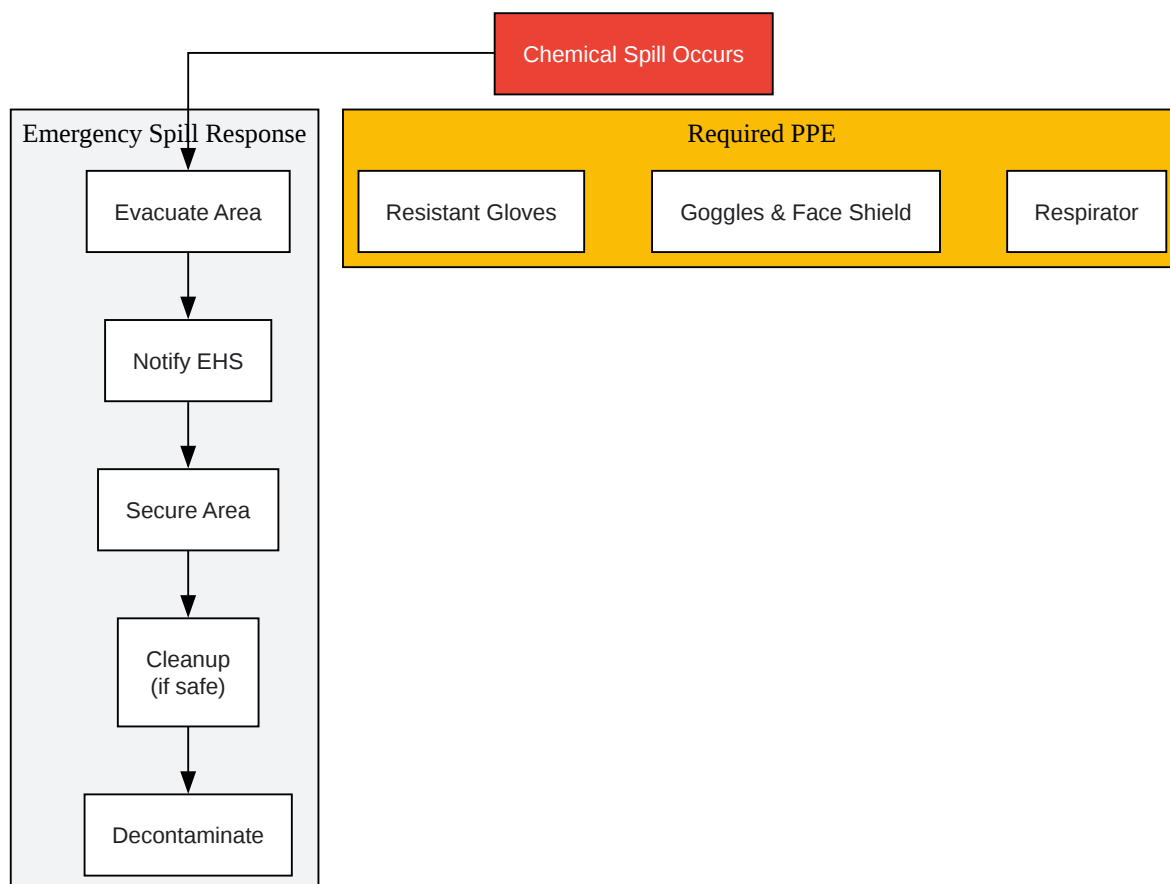 Chemical Spill Occurs
Emergency Spill Response
Evacuate Area
Notify EHS
Secure Area
Cleanup
(if safe)
Decontaminate
Required PPE
Resistant Gloves
Goggles & Face Shield
Respirator